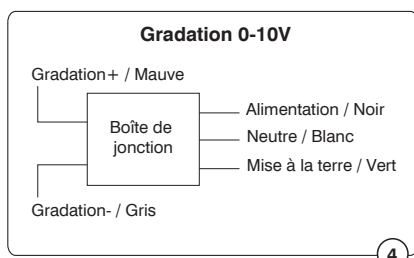 Gradation 0-10V
Gradation+ / Mauve
Boîte de
jonction
Alimentation / Noir
Neutre / Blanc
Mise à la terre / Vert
Gradation- / Gris
4